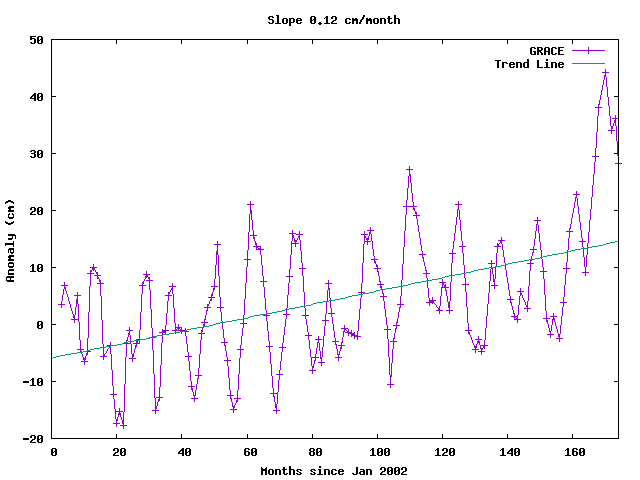 Slope 0.12 cm/month
50
GRACE
Trend Line
40
30
20
10
0
-10
-20
Anomaly (cm)
0 20 40 60 80 100 120 140 160
Months since Jan 2002